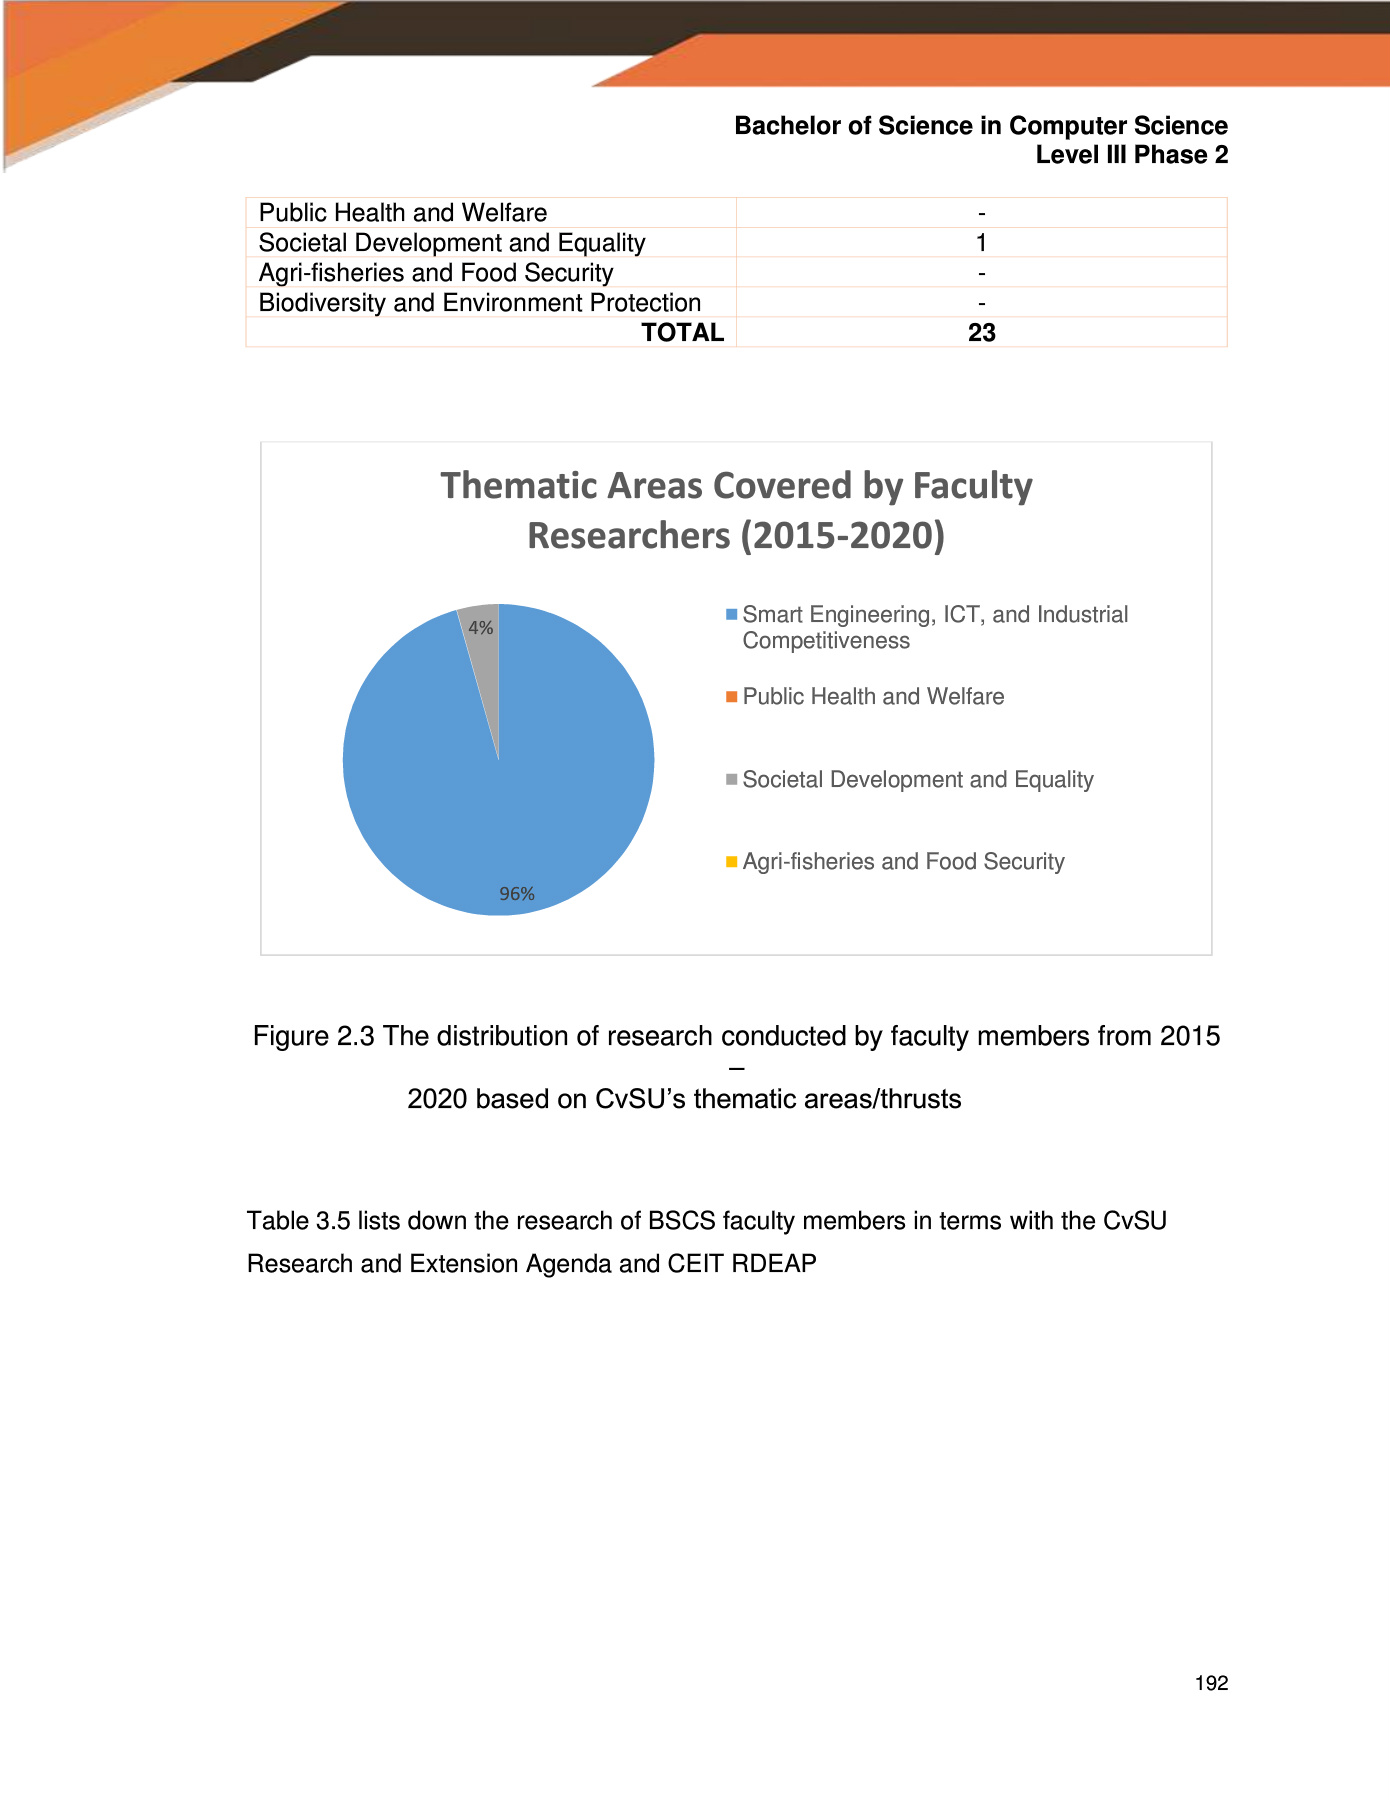 Bachelor of Science in Computer Science
Level III Phase 2
Public Health and Welfare -
Societal Development and Equality 1
Agri-fisheries and Food Security -
Biodiversity and Environment Protection -
TOTAL 23
Thematic Areas Covered by Faculty
Researchers (2015-2020)
4%
96%
Smart Engineering, ICT, and Industrial
Competitiveness
Public Health and Welfare
Societal Development and Equality
Agri-fisheries and Food Security
Figure 2.3 The distribution of research conducted by faculty members from 2015
–
2020 based on CvSU’s thematic areas/thrusts
Table 3.5 lists down the research of BSCS faculty members in terms with the CvSU
Research and Extension Agenda and CEIT RDEAP
192